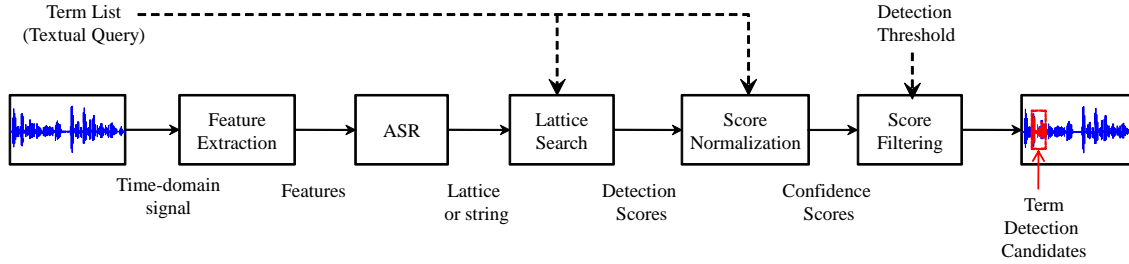 Term List
(Textual Query)
Detection
Threshold
Feature
Extraction
ASR
Lattice
Search
Score
Normalization
Score
Filtering
Time-domain
signal
Features
Lattice
or string
Detection
Scores
Confidence
Scores
Term
Detection
Candidates